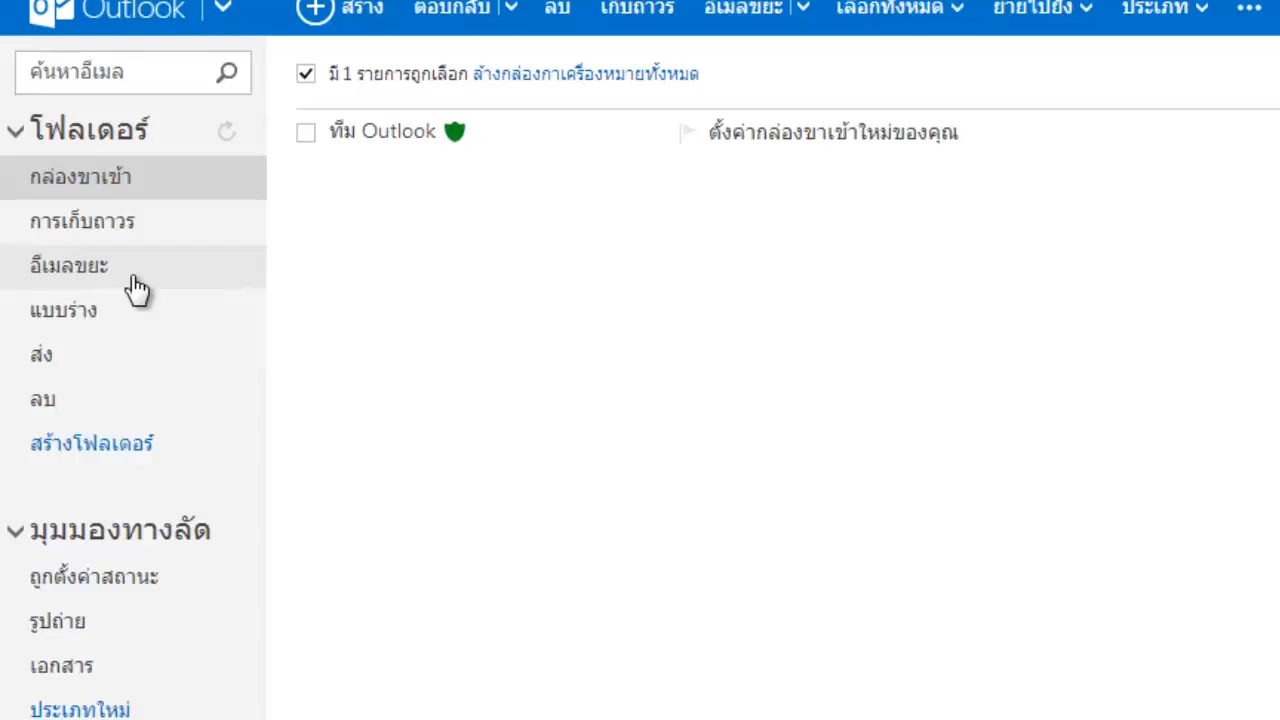 Outlook
สร้าง ตอบกลับ ลบ เก็บถาวร อีเมลขยะ เลือกทั้งหมด ย้ายไปยัง ประเภท •••
ค้นหาอีเมล
มี 1 รายการถูกเลือก ล้างกล่องกาเครื่องหมายทั้งหมด
โฟลเดอร์
ทีม Outlook ตั้งค่ากล่องขาเข้าใหม่ของคุณ
กล่องขาเข้า
การเก็บถาวร
อีเมลขยะ
แบบร่าง
ส่ง
ลบ
สร้างโฟลเดอร์
มุมมองทางลัด
ถูกตั้งค่าสถานะ
รูปถ่าย
เอกสาร
ประเภทใหม่